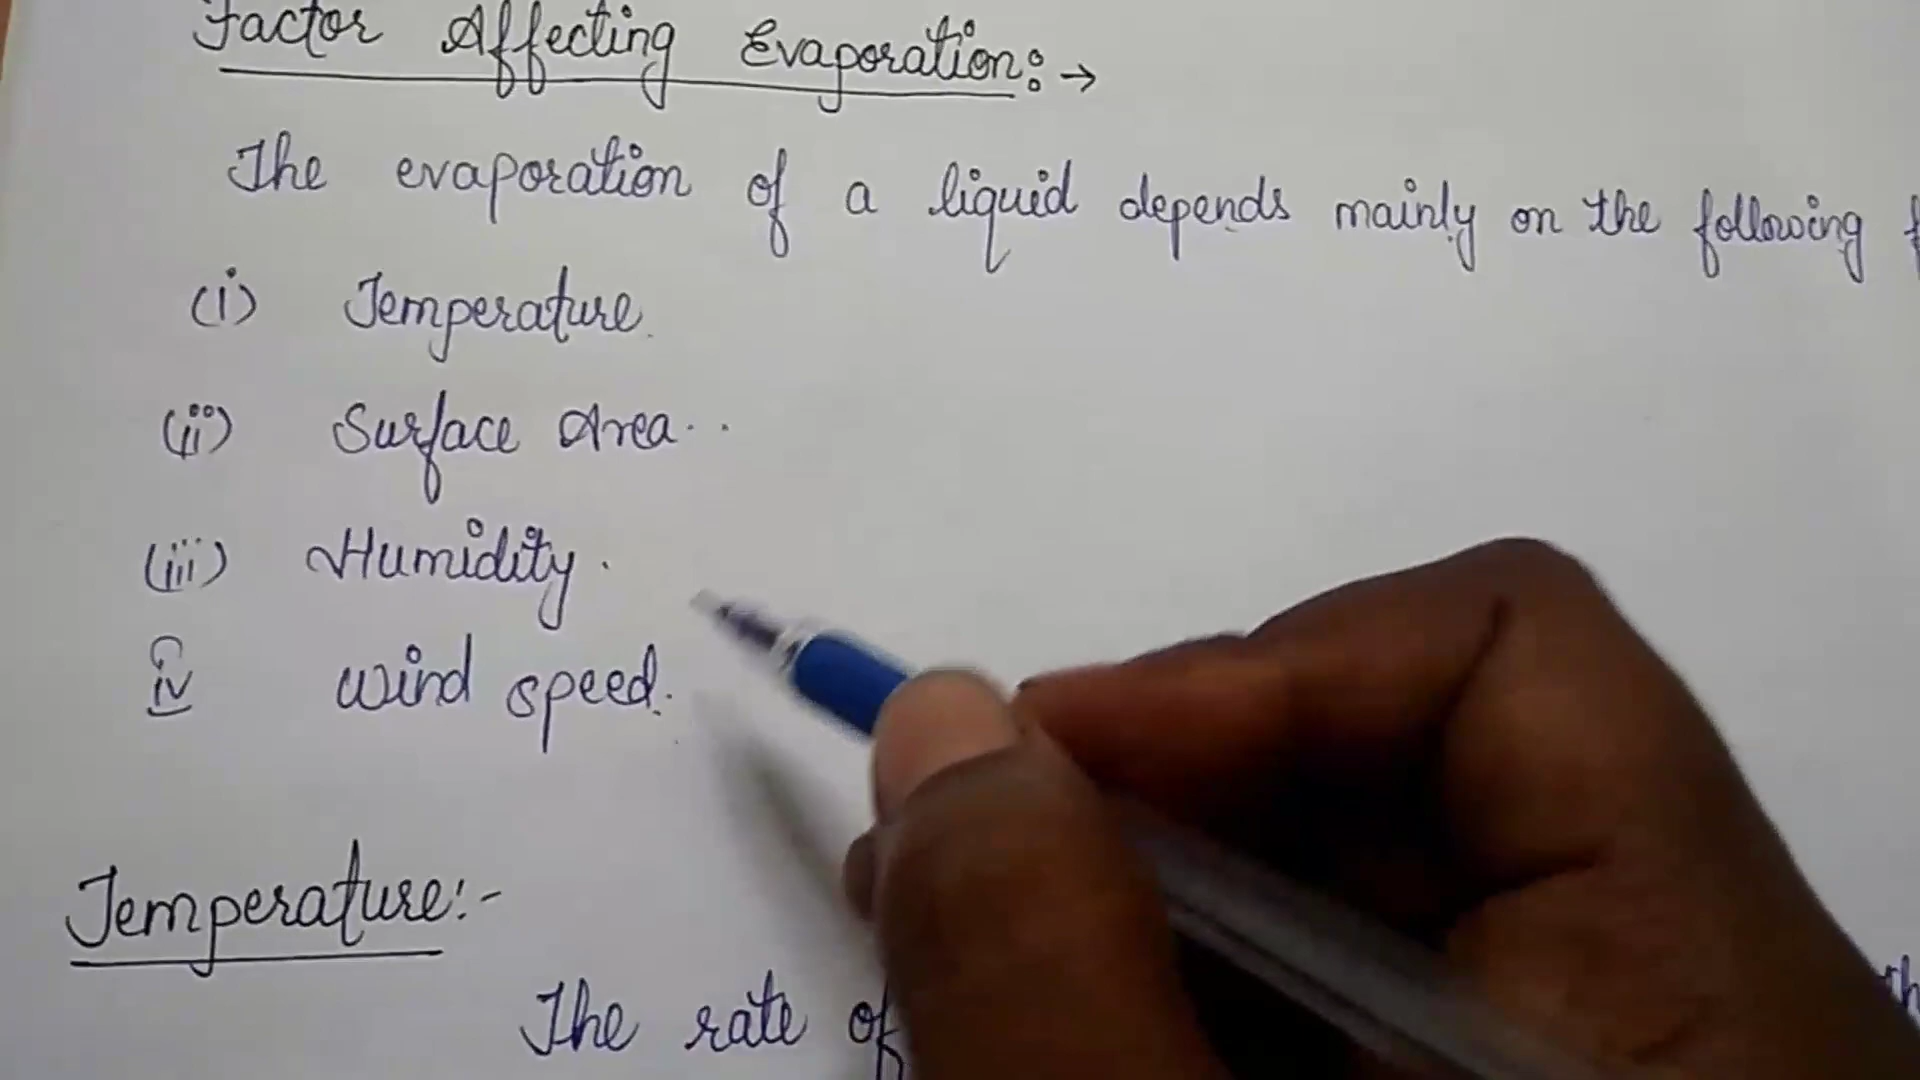 Factor Affecting Evaporation:→
The evaporation of a liquid depends mainly on the following
(i) Temperature.
(ii) Surface Area..
(iii) Humidity.
iv wind speed.
Temperature:-
The rate of